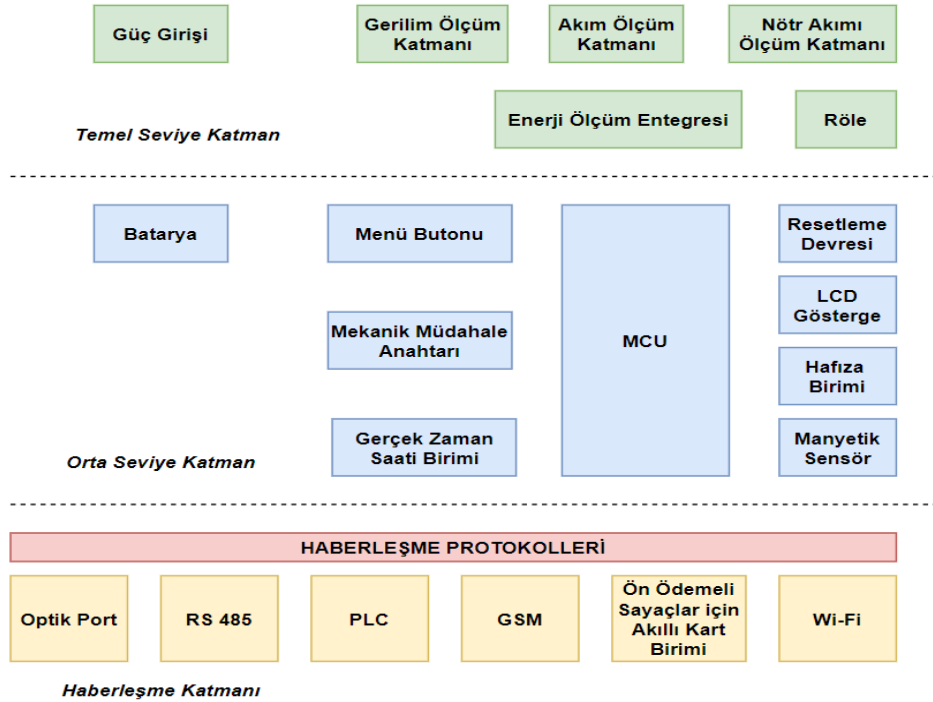 Güç Girişi
Gerilim Ölçüm
Katmanı
Akım Ölçüm
Katmanı
Nötr Akımı
Ölçüm Katmanı
Enerji Ölçüm Entegresi
Röle
Temel Seviye Katman
Batarya
Menü Butonu
Mekanik Müdahale
Anahtarı
Gerçek Zaman
Saati Birimi
MCU
Resetleme
Devresi
LCD
Gösterge
Hafıza
Birimi
Manyetik
Sensör
Orta Seviye Katman
HABERLEŞME PROTOKOLLERİ
Optik Port
RS 485
PLC
GSM
Ön Ödemeli
Sayaçlar için
Akıllı Kart
Birimi
Wi-Fi
Haberleşme Katmanı